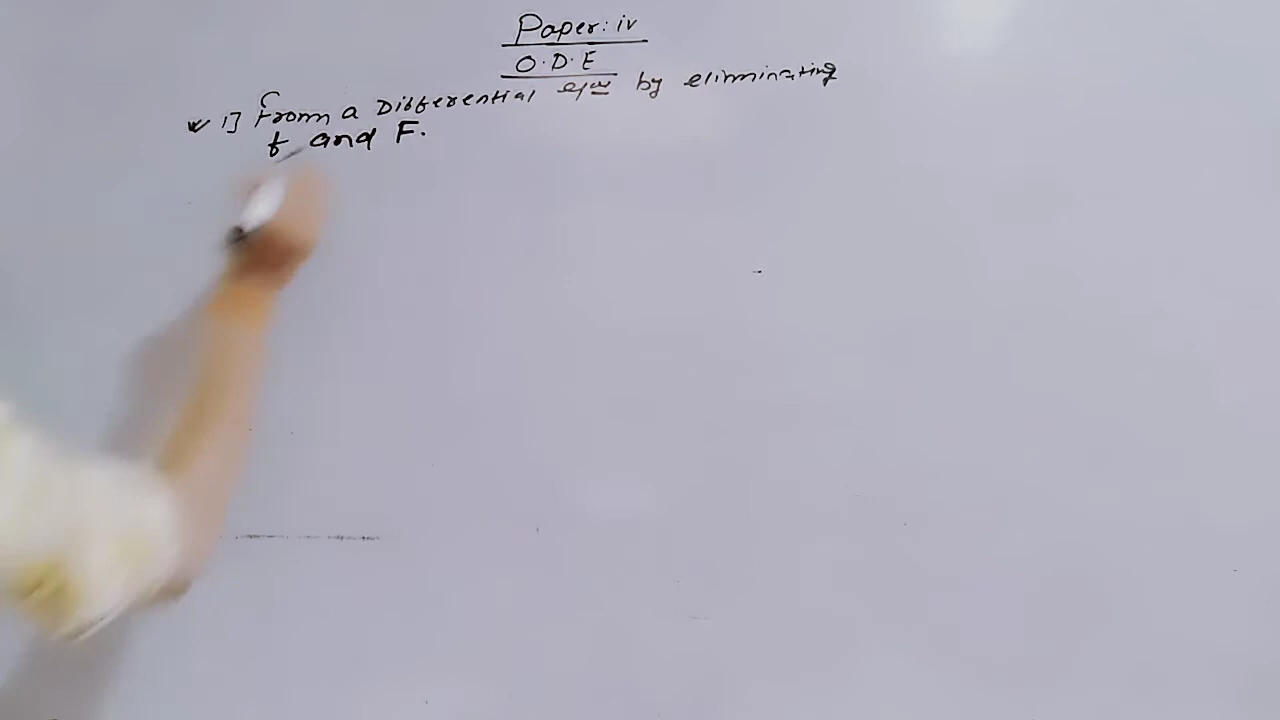 Paper: iv
O.D.E
1] From a Differential eqn by eliminating
f and F.